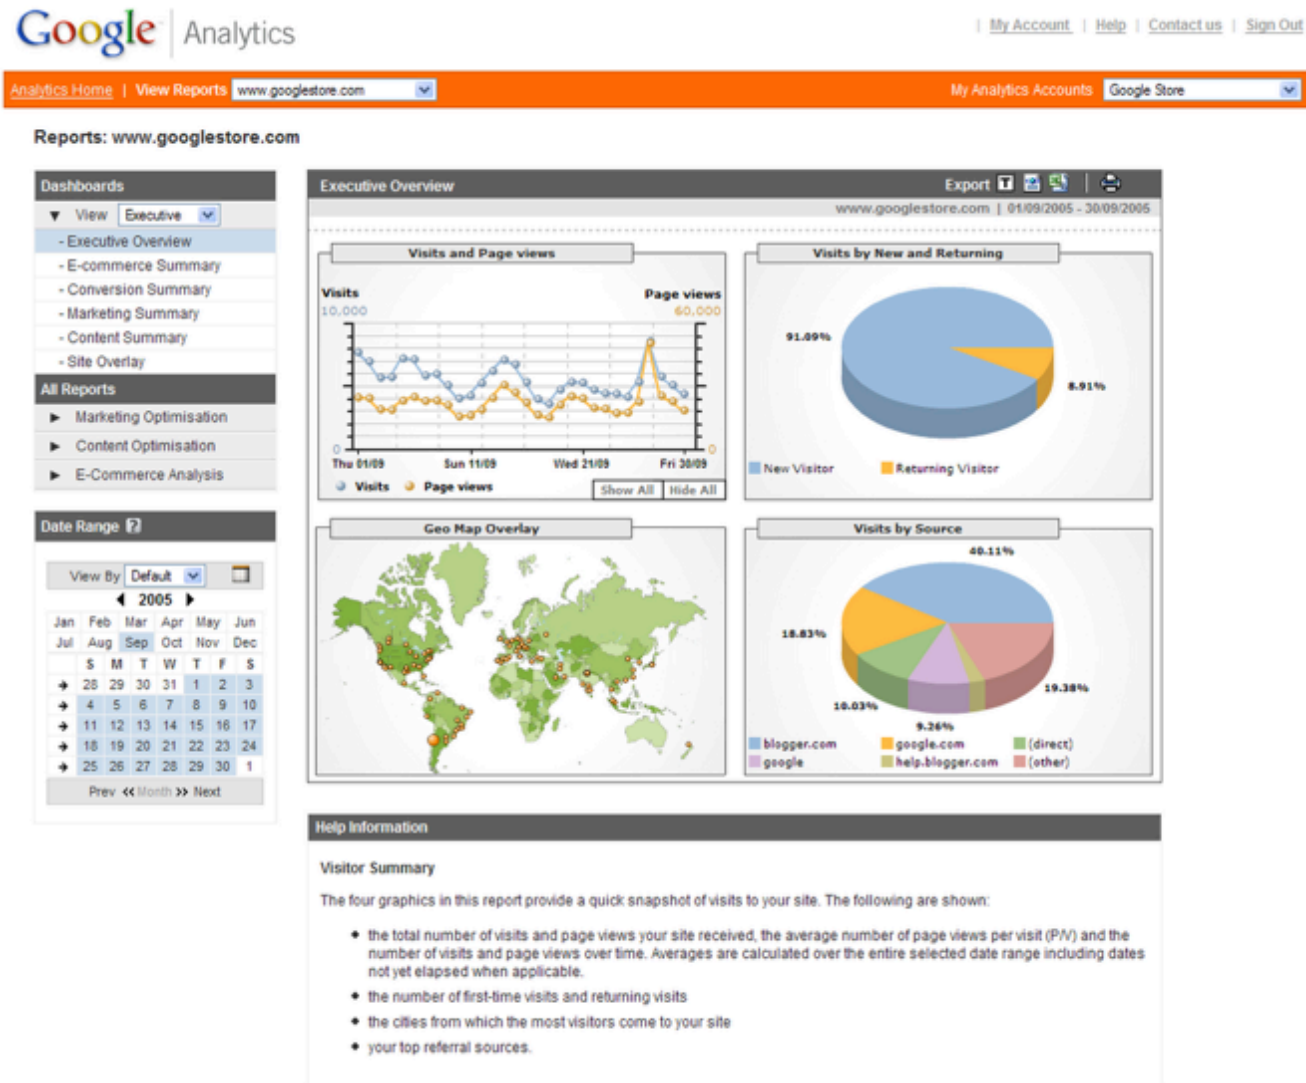 Google Analytics
| My Account | Help | Contact us | Sign Out
Analytics Home | View Reports www.googlestore.com
My Analytics Accounts Google Store
Reports: www.googlestore.com
Dashboards
View Executive
- Executive Overview
- E-commerce Summary
- Conversion Summary
- Marketing Summary
- Content Summary
- Site Overlay
All Reports
Marketing Optimisation
Content Optimisation
E-Commerce Analysis
Date Range ?
View By Default
2005
Jan Feb Mar Apr May Jun
Jul Aug Sep Oct Nov Dec
S M T W T F S
28 29 30 31 1 2 3
4 5 6 7 8 9 10
11 12 13 14 15 16 17
18 19 20 21 22 23 24
25 26 27 28 29 30 1
Prev Month Next
Executive Overview
Export T
www.googlestore.com | 01/09/2005 - 30/09/2005
Visits and Page views
Visits Page views
10,000 60,000
0 0
Thu 01/09 Sun 11/09 Wed 21/09 Fri 30/09
Visits Page views
Show All Hide All
Visits by New and Returning
91.09%
8.91%
New Visitor Returning Visitor
Geo Map Overlay
Visits by Source
40.11%
18.83%
19.38%
10.03%
9.26%
blogger.com google.com (direct)
google help.blogger.com (other)
Help Information
Visitor Summary
The four graphics in this report provide a quick snapshot of visits to your site. The following are shown:
the total number of visits and page views your site received, the average number of page views per visit (P/V) and the
number of visits and page views over time. Averages are calculated over the entire selected date range including dates
not yet elapsed when applicable.
the number of first-time visits and returning visits
the cities from which the most visitors come to your site
your top referral sources.